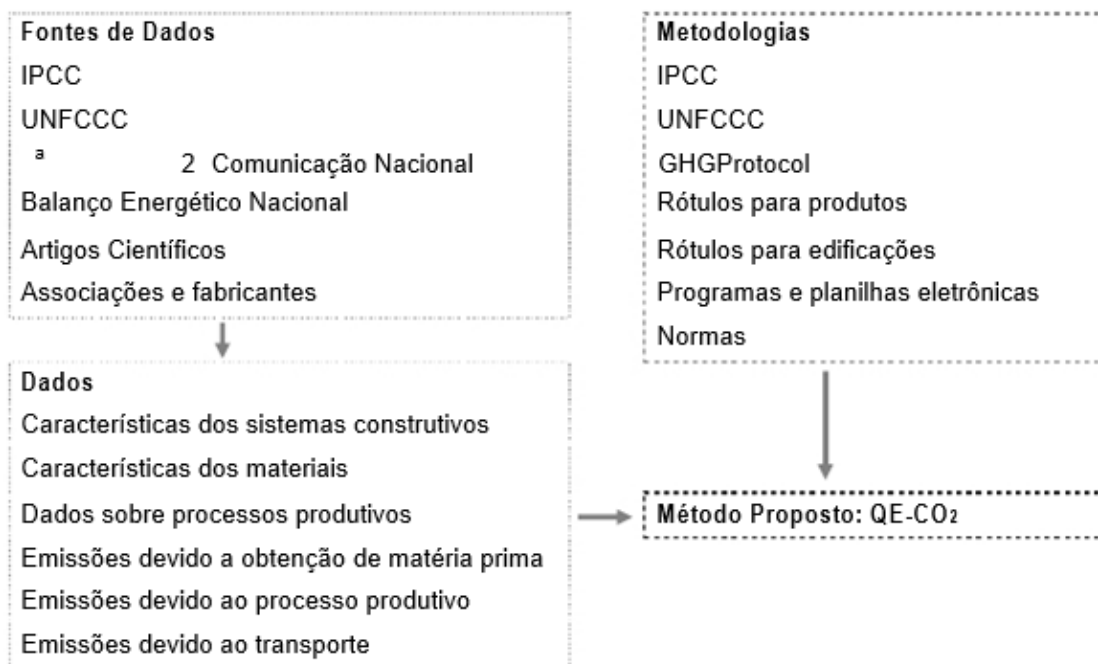 Fontes de Dados
IPCC
UNFCCC
a
2 Comunicação Nacional
Balanço Energético Nacional
Artigos Científicos
Associações e fabricantes
Metodologias
IPCC
UNFCCC
GHGProtocol
Rótulos para produtos
Rótulos para edificações
Programas e planilhas eletrônicas
Normas
Dados
Características dos sistemas construtivos
Características dos materiais
Dados sobre processos produtivos
Emissões devido a obtenção de matéria prima
Emissões devido ao processo produtivo
Emissões devido ao transporte
Método Proposto: QE-CO₂